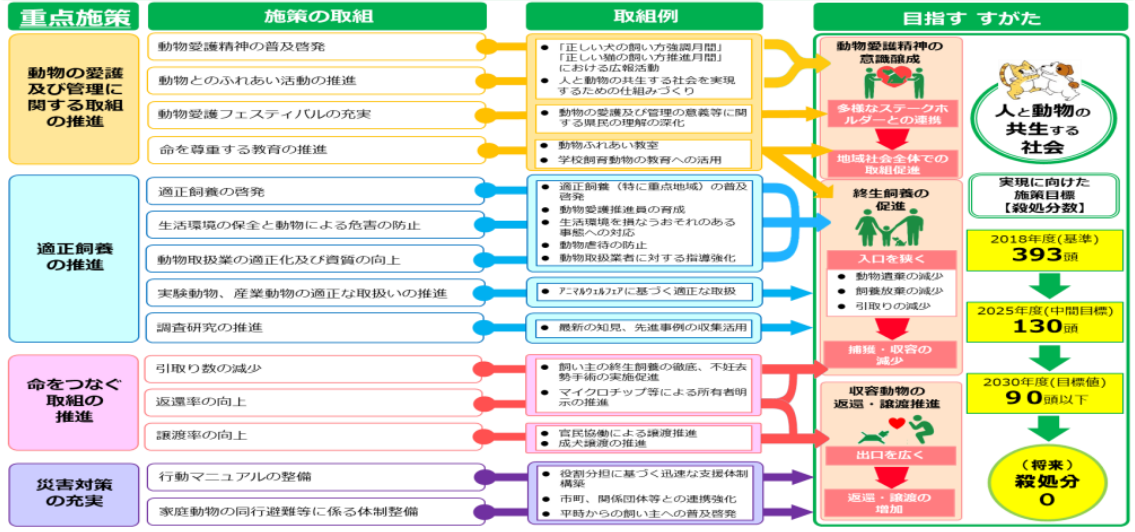 重点施策
施策の取組
取組例
目指す すがた
動物の愛護
及び管理に
関する取組
の推進
動物愛護精神の普及啓発
動物とのふれあい活動の推進
動物愛護フェスティバルの充実
命を尊重する教育の推進
● 「正しい犬の飼い方強調月間」
「正しい猫の飼い方推進月間」
における広報活動
● 人と動物の共生する社会を実現
するための仕組みづくり
● 動物の愛護及び管理の意義等に関
する県民の理解の深化
● 動物ふれあい教室
● 学校飼育動物の教育への活用
適正飼養
の推進
適正飼養の啓発
生活環境の保全と動物による危害の防止
動物取扱業の適正化及び資質の向上
実験動物、産業動物の適正な取扱いの推進
調査研究の推進
● 適正飼養（特に重点地域）の普及
啓発
● 動物愛護推進員の育成
● 生活環境を損なうおそれのある
事態への対応
● 動物虐待の防止
● 動物取扱業者に対する指導強化
● ｱﾆﾏﾙｳｪﾙﾌｪｱに基づく適正な取扱
● 最新の知見、先進事例の収集活用
命をつなぐ
取組の
推進
引取り数の減少
返還率の向上
譲渡率の向上
● 飼い主の終生飼養の徹底、不妊去
勢手術の実施促進
● マイクロチップ等による所有者明
示の推進
● 官民協働による譲渡推進
● 成犬譲渡の推進
災害対策
の充実
行動マニュアルの整備
家庭動物の同行避難等に係る体制整備
● 役割分担に基づく迅速な支援体制
構築
● 市町、関係団体等との連携強化
● 平時からの飼い主への普及啓発
動物愛護精神の
意識醸成
多様なステークホ
ルダーとの連携
地域社会全体での
取組促進
終生飼養の
促進
入口を狭く
● 動物遺棄の減少
● 飼養放棄の減少
● 引取りの減少
捕獲・収容の
減少
収容動物の
返還・譲渡推進
出口を広く
返還・譲渡の
増加
人と動物の
共生する
社会
実現に向けた
施策目標
【殺処分数】
2018年度(基準)
393頭
2025年度(中間目標)
130頭
2030年度(目標値)
90頭以下
（将来）
殺処分
0